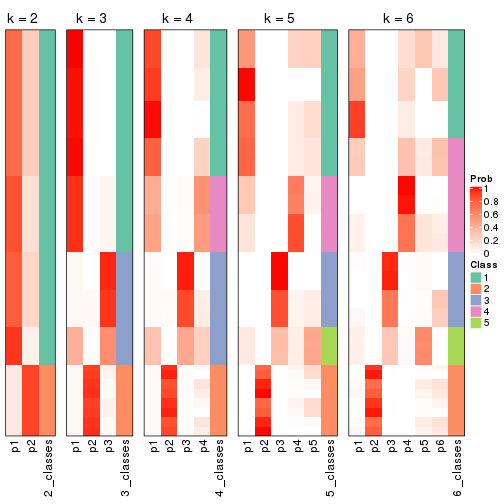 k = 2 k = 3 k = 4 k = 5 k = 6
Prob
1
0.8
0.6
0.4
0.2
0
Class
1
2
3
4
5
p1 p2 2_classes p1 p2 p3 3_classes p1 p2 p3 p4 4_classes p1 p2 p3 p4 p5 5_classes p1 p2 p3 p4 p5 p6 6_classes